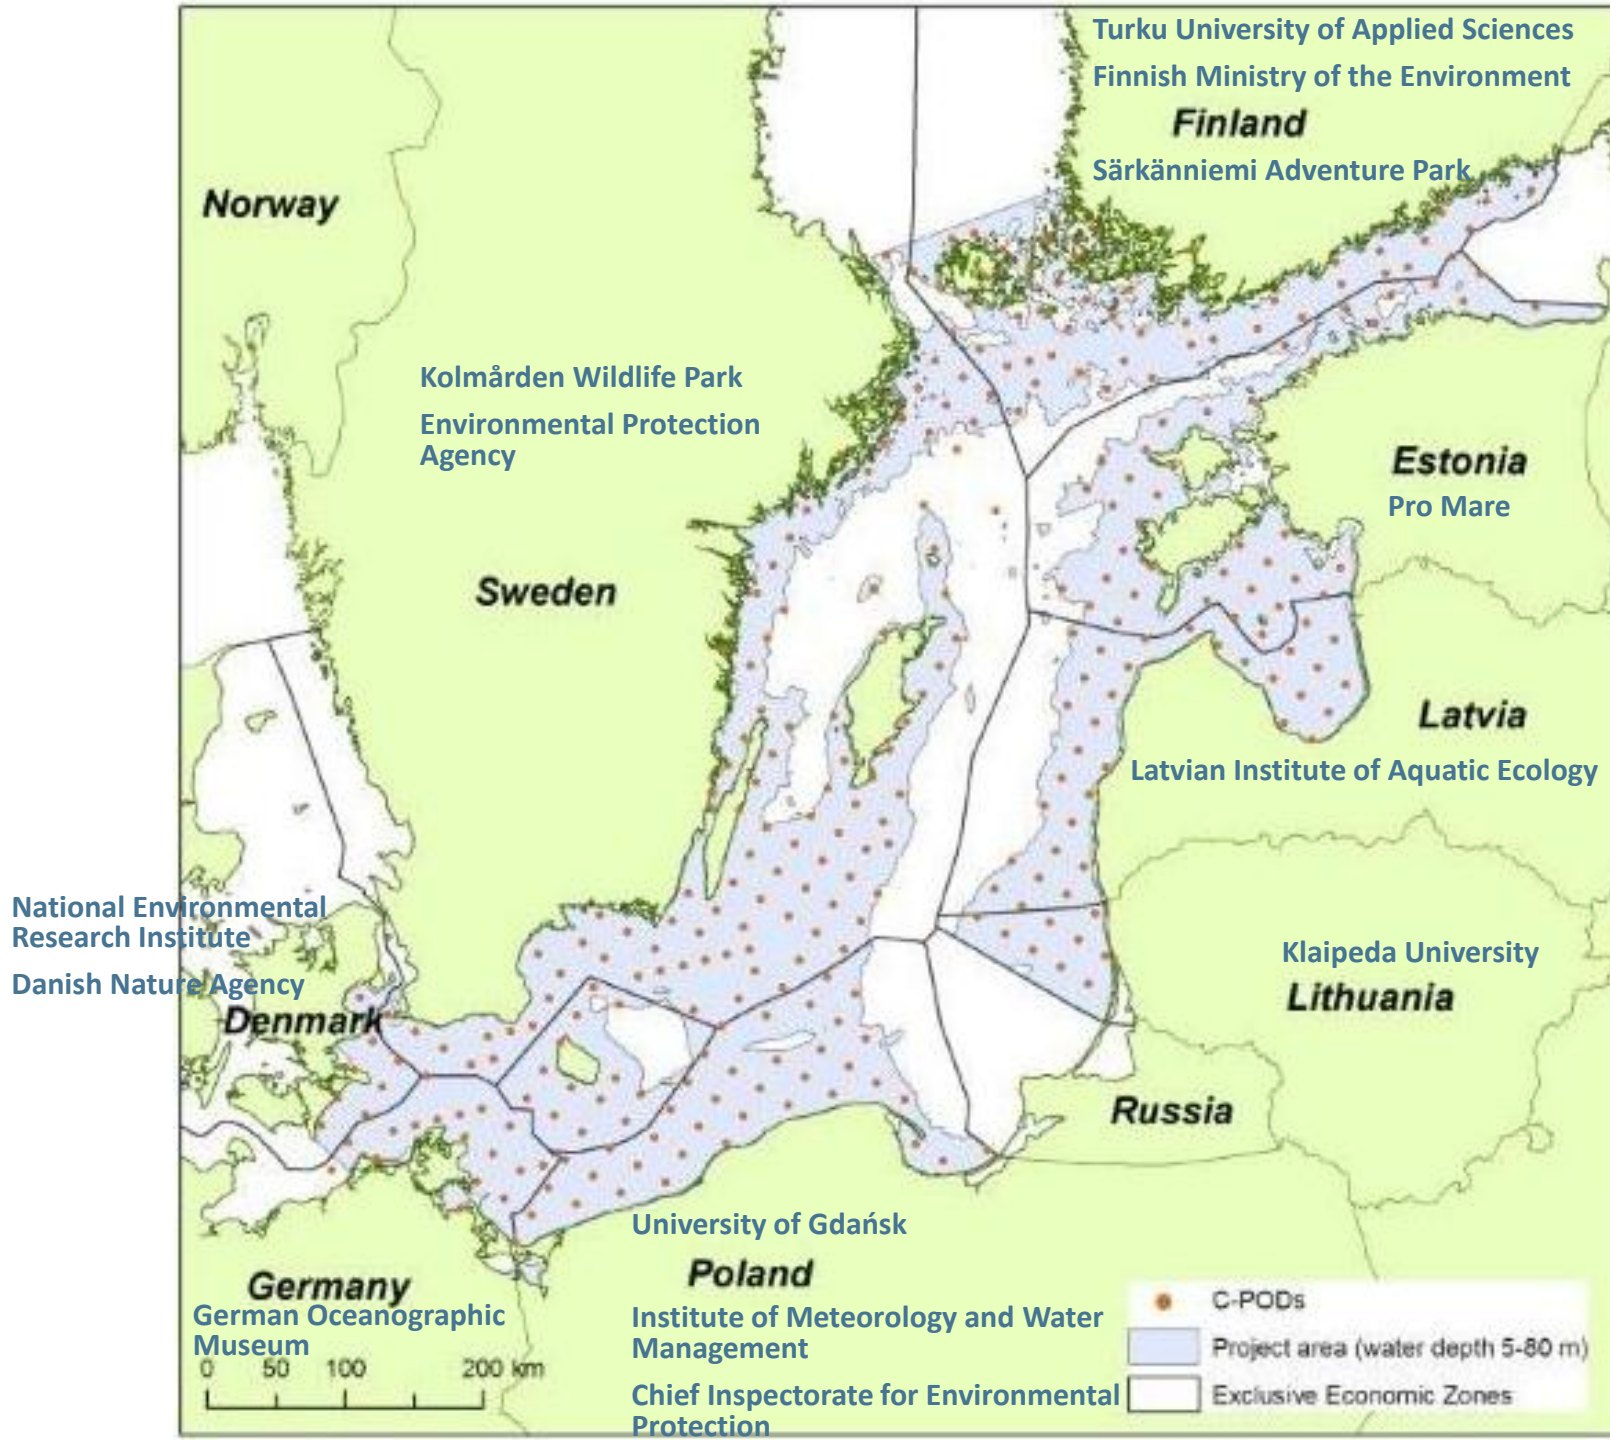 Turku University of Applied Sciences
Finnish Ministry of the Environment
Finland
Särkänniemi Adventure Park
Norway
Kolmården Wildlife Park
Environmental Protection
Agency
Estonia
Pro Mare
Sweden
Latvia
Latvian Institute of Aquatic Ecology
National Environmental
Research Institute
Danish Nature Agency
Denmark
Klaipeda University
Lithuania
Russia
University of Gdańsk
Poland
Germany
German Oceanographic
Museum
Institute of Meteorology and Water
Management
Chief Inspectorate for Environmental
Protection
0 50 100 200 km
C-PODs
Project area (water depth 5-80 m)
Exclusive Economic Zones